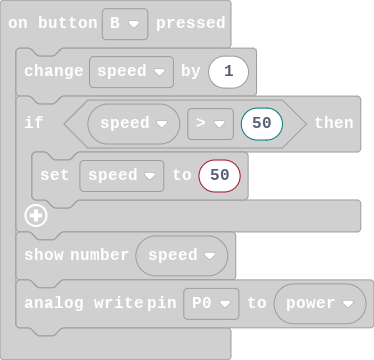 on button B pressed
change speed by 1
if speed > 50 then
set speed to 50
show number speed
analog write pin P0 to power